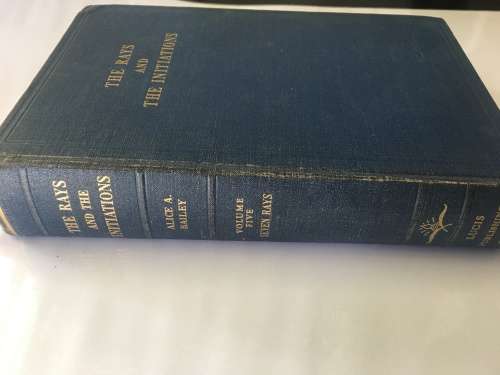 THE RAYS
AND
THE INITIATIONS
THE RAYS
AND THE
INITIATIONS
ALICE A.
BAILEY
VOLUME
FIVE
SEVEN RAYS
LUCIS